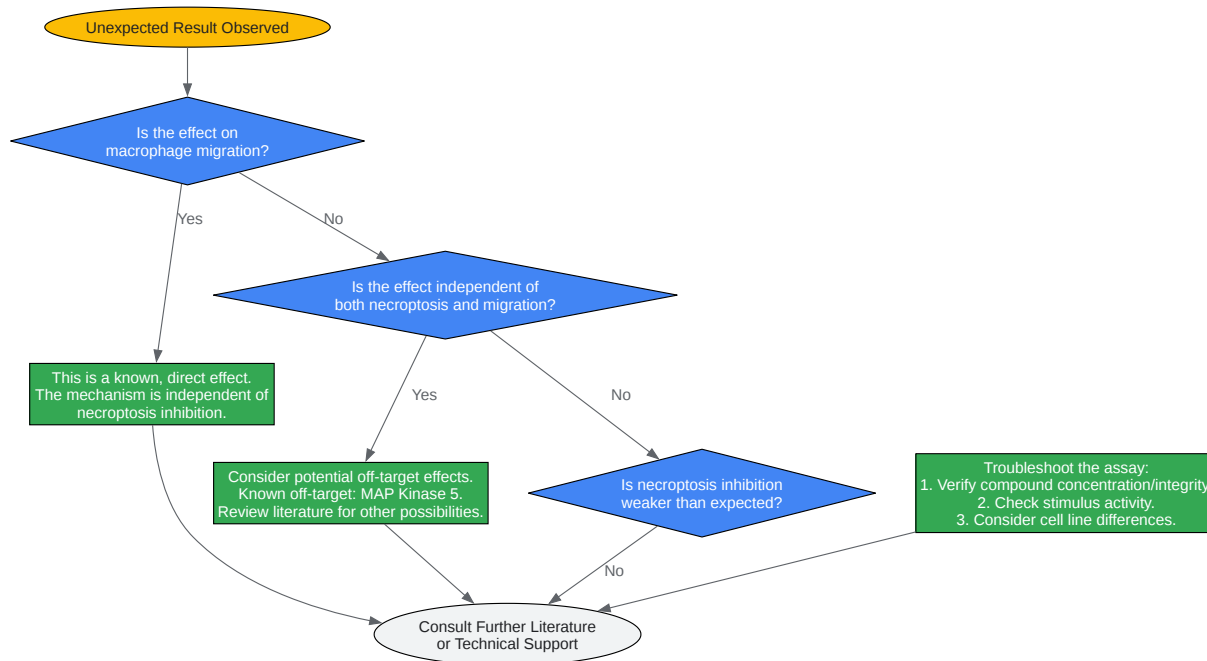 Unexpected Result Observed
Is the effect on
macrophage migration?
Yes
No
Is the effect independent of
both necroptosis and migration?
This is a known, direct effect.
The mechanism is independent of
necroptosis inhibition.
Yes
No
Consider potential off-target effects.
Known off-target: MAP Kinase 5.
Review literature for other possibilities.
Is necroptosis inhibition
weaker than expected?
Troubleshoot the assay:
1. Verify compound concentration/integrity.
2. Check stimulus activity.
3. Consider cell line differences.
No
Consult Further Literature
or Technical Support